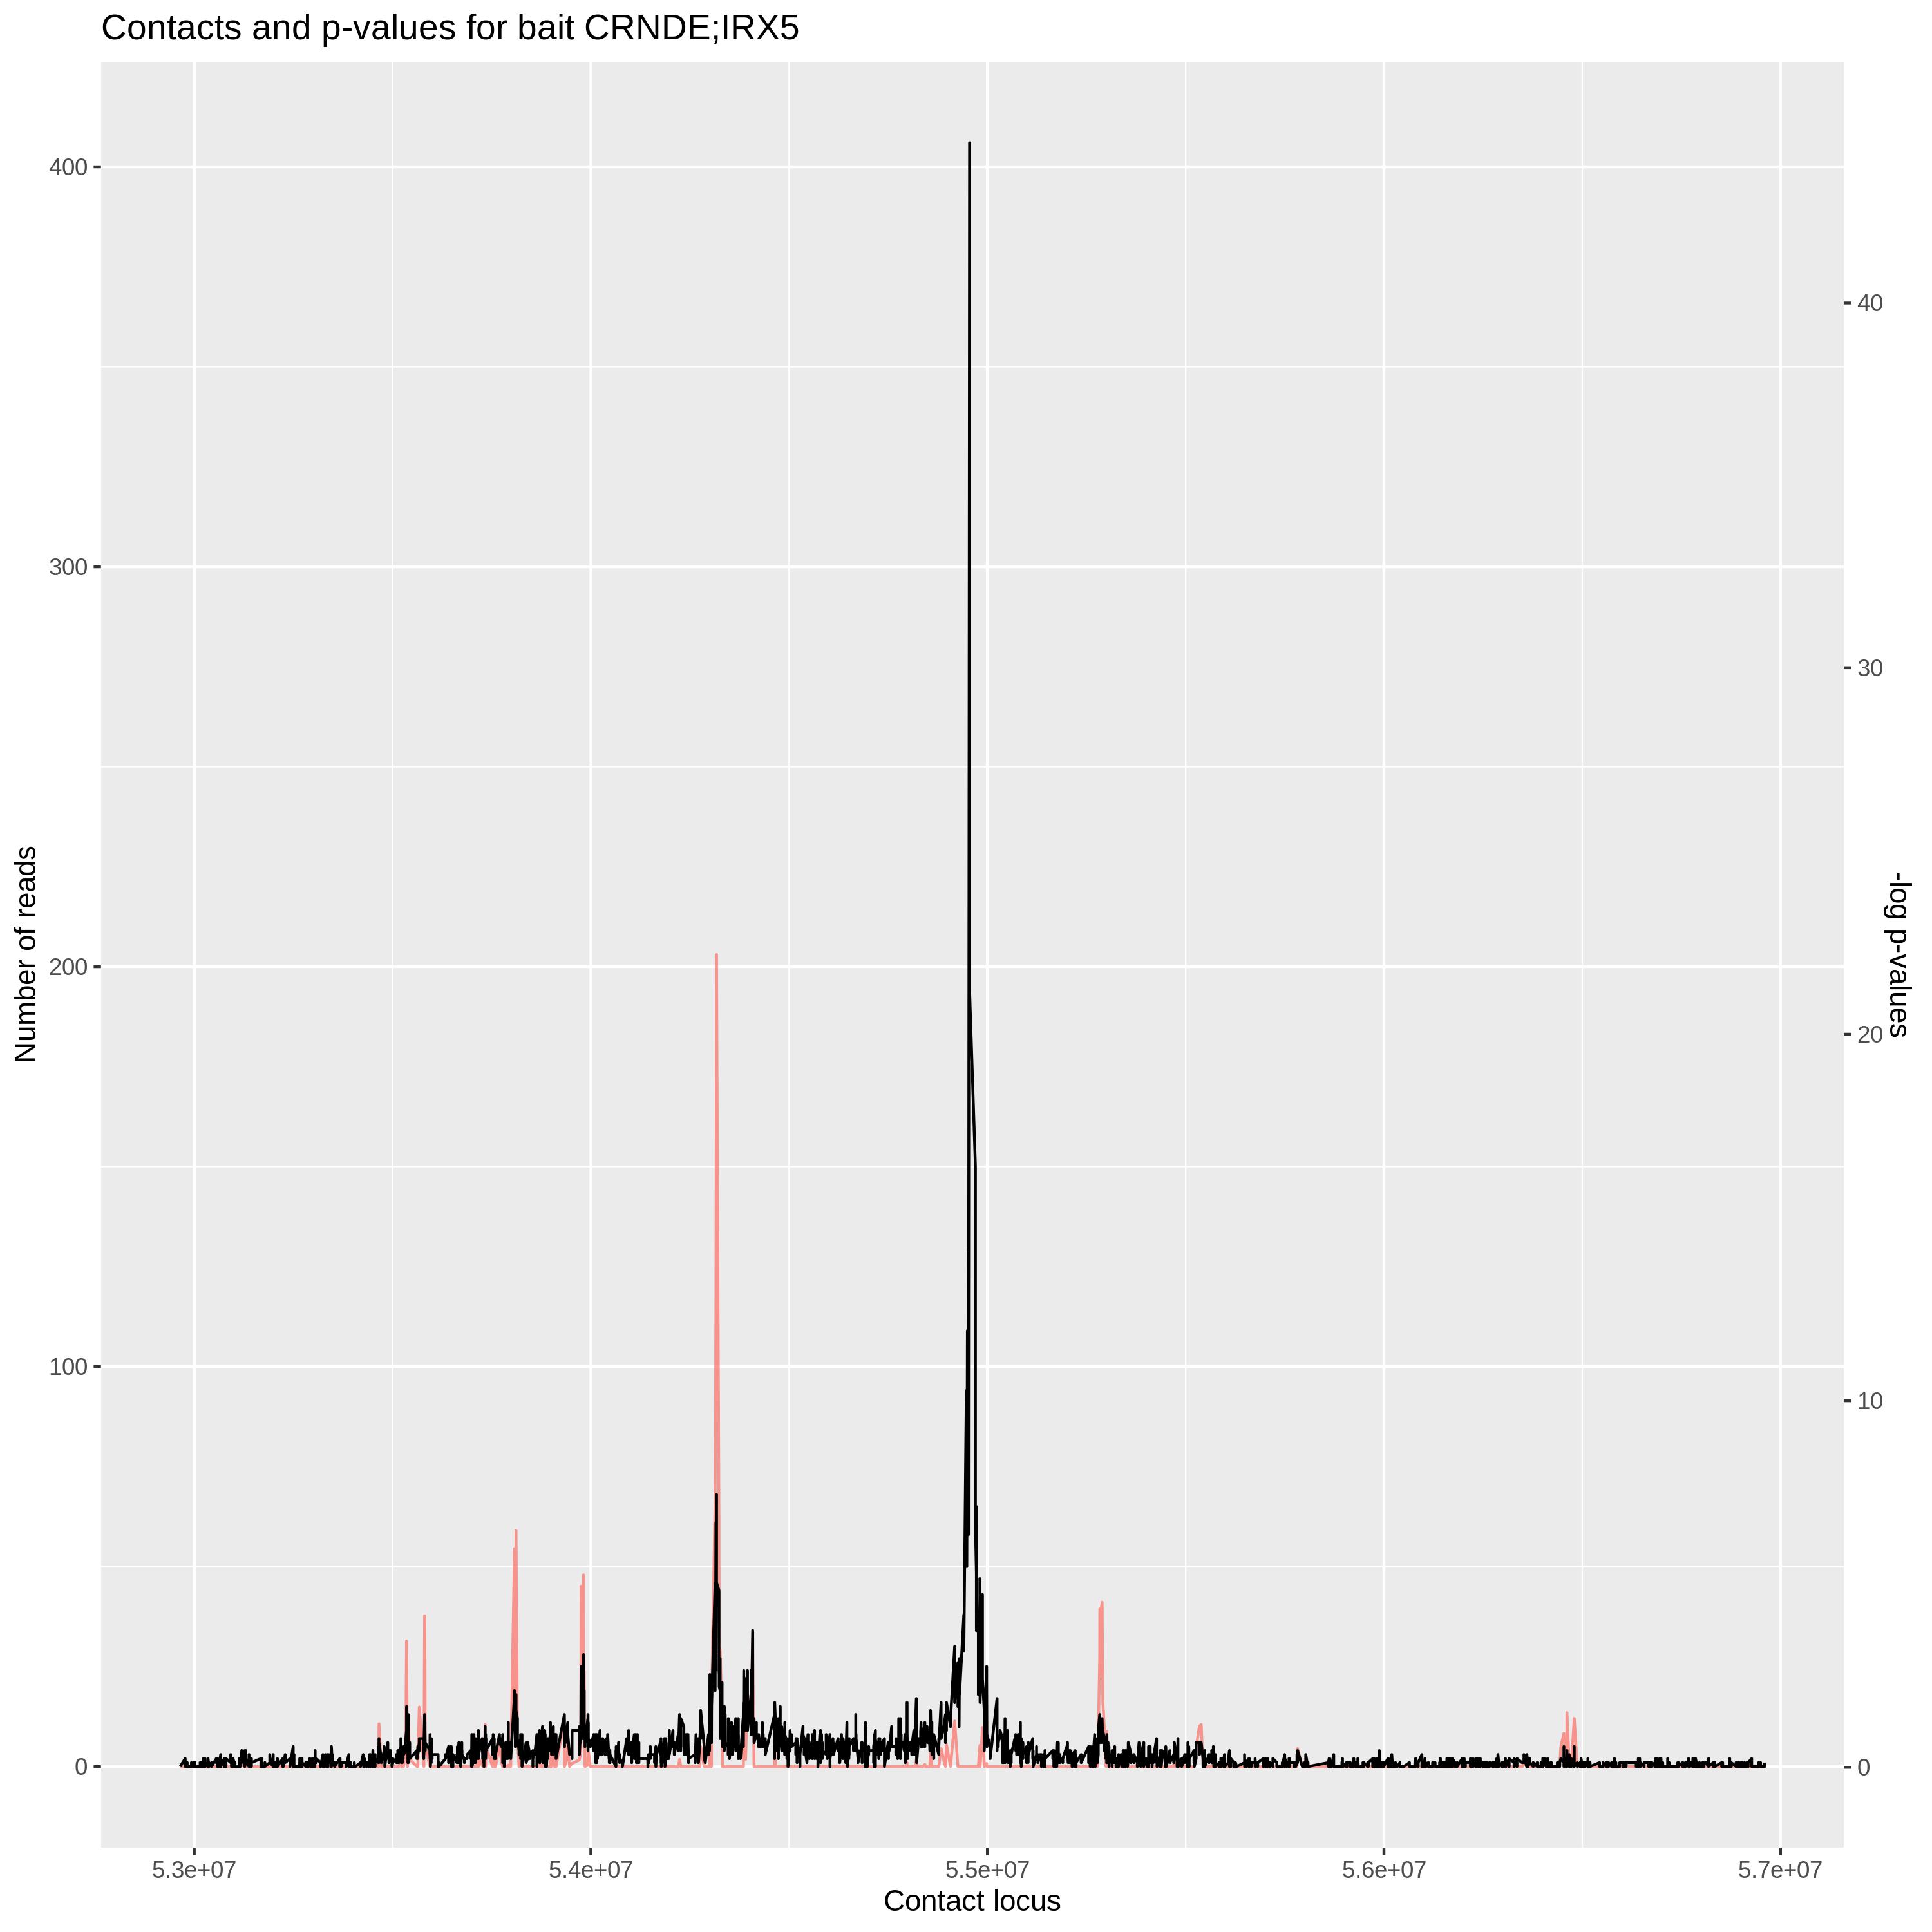 Contacts and p-values for bait CRNDE;IRX5
400
300
200
100
0
Number of reads
40
30
20
10
0
-log p-values
5.3e+07
5.4e+07
5.5e+07
5.6e+07
5.7e+07
Contact locus